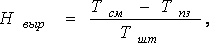 Н выр = (Т см − Т пз) / Т шт ,